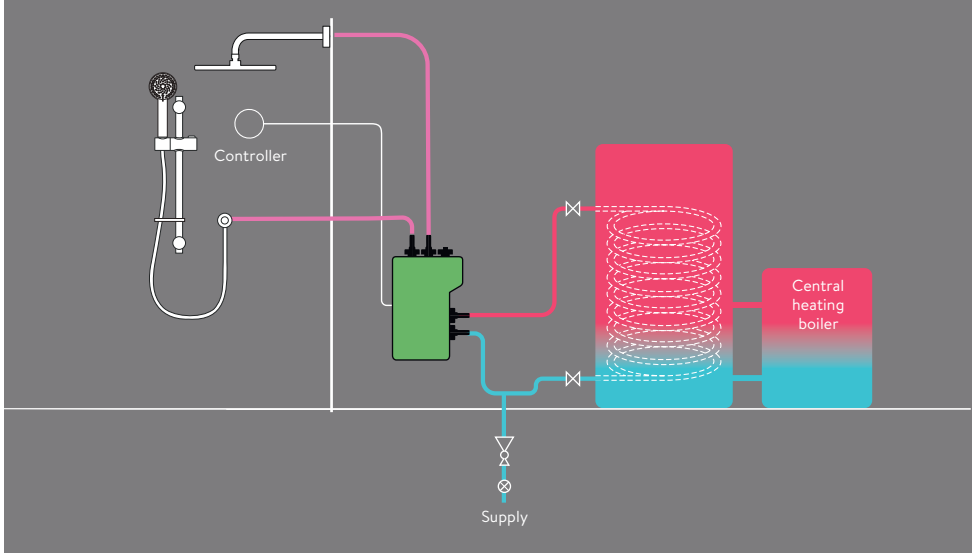 Controller
Central
heating
boiler
Supply